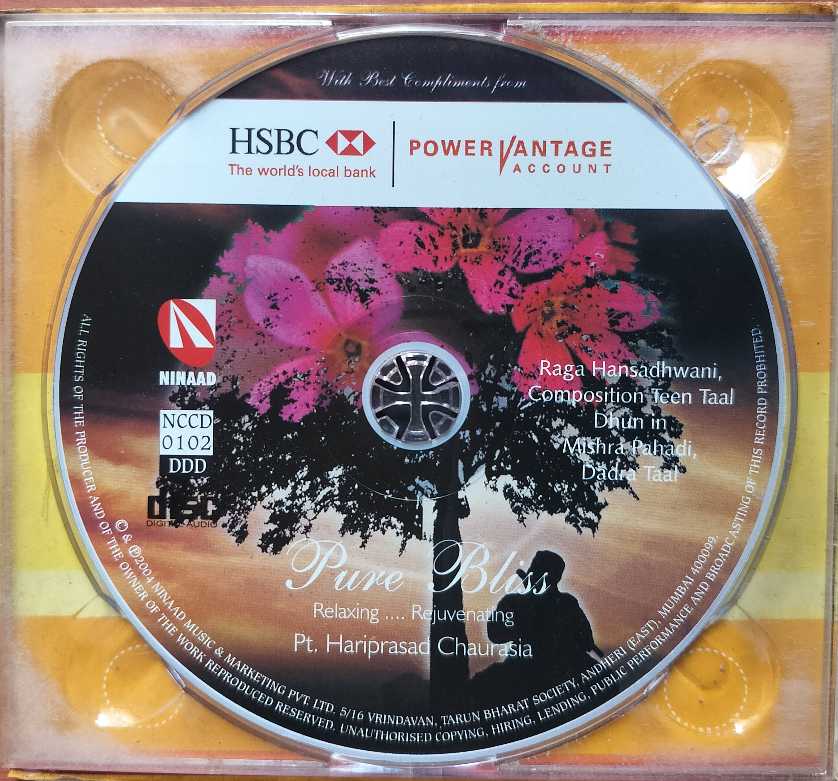 With Best Compliments from
HSBC
The world's local bank
POWER VANTAGE
ACCOUNT
NINAAD
NCCD
0102
DDD
disc
DIGITAL AUDIO
Raga Hansadhwani,
Composition Teen Taal
Dhun in
Mishra Pahadi,
Dadra Taal
Pure Bliss
Relaxing .... Rejuvenating
Pt. Hariprasad Chaurasia
ALL RIGHTS OF THE PRODUCER AND OF THE OWNER OF THE WORK REPRODUCED RESERVED. UNAUTHORISED COPYING, HIRING, LENDING, PUBLIC PERFORMANCE AND BROADCASTING OF THIS RECORD PROBHITED.
© & ℗ 2004 NINAAD MUSIC & MARKETING PVT. LTD. 5/16 VRINDAVAN, TARUN BHARAT SOCIETY, ANDHERI (EAST), MUMBAI 400099.